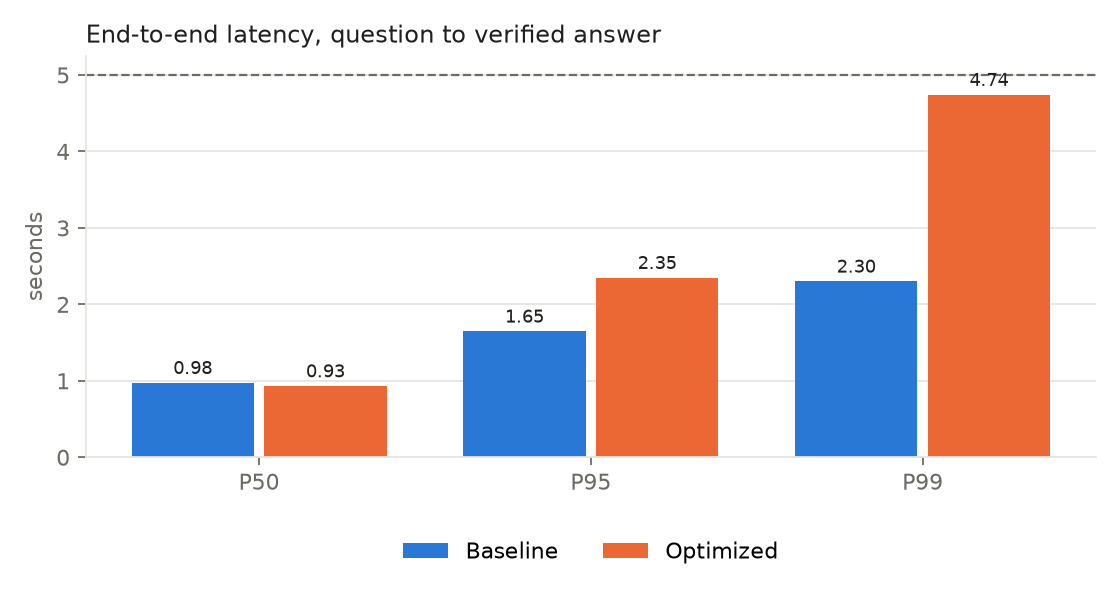 End-to-end latency, question to verified answer
5
4
3
2
1
0
seconds
0.98
0.93
1.65
2.35
2.30
4.74
P50
P95
P99
Baseline
Optimized